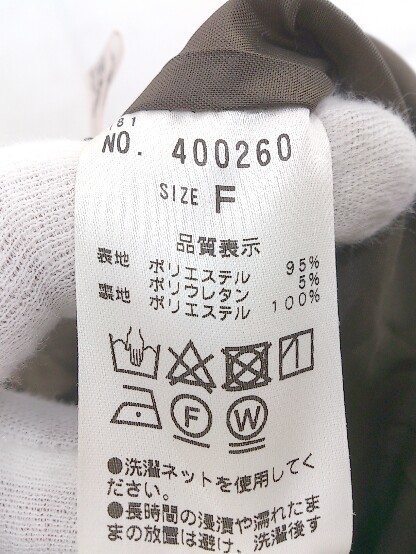 181
NO. 400260
SIZE F
品質表示
表地 ポリエステル 95%
ポリウレタン 5%
裏地 ポリエステル 100%
F W
●洗濯ネットを使用してく
ださい。
●長時間の浸漬や濡れたま
まの放置は避け、洗濯後す